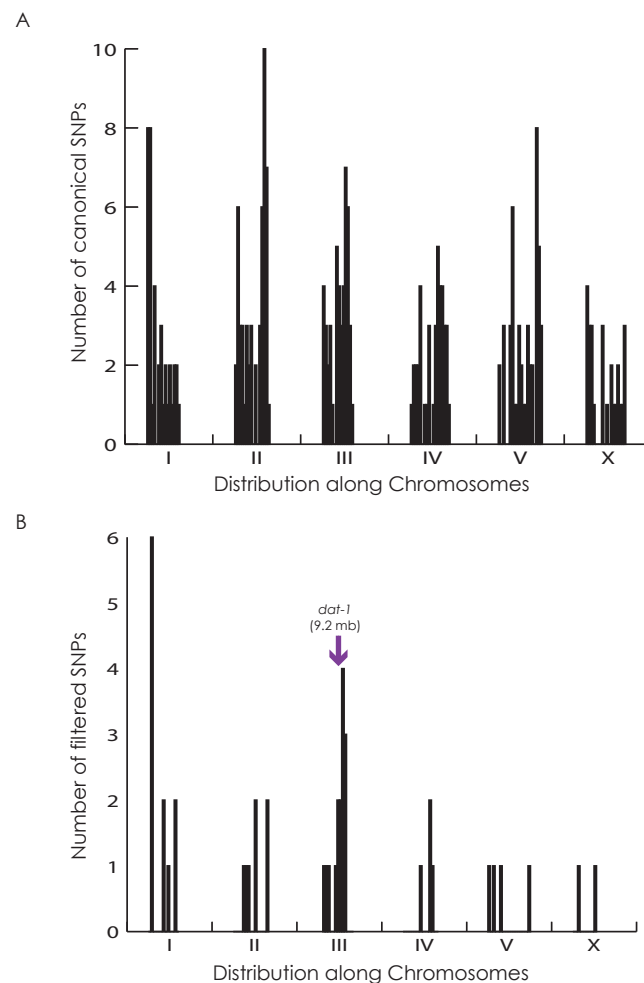 A
10
8
6
4
2
0
Number of canonical SNPs
I II III IV V X
Distribution along Chromosomes
B
6
5
4
3
2
1
0
Number of filtered SNPs
dat-1
(9.2 mb)
I II III IV V X
Distribution along Chromosomes